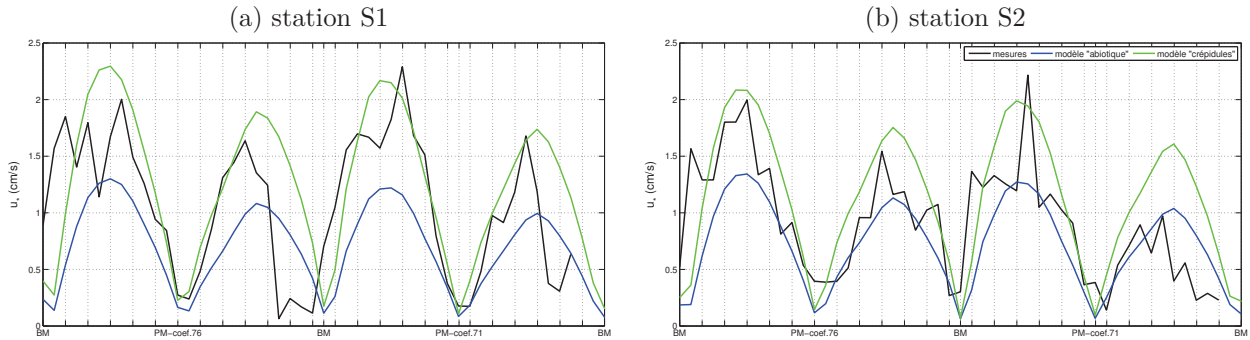 (a) station S1
(b) station S2
mesures
modèle "abiotique"
modèle "crépidules"
u* (cm/s)
2.5
2
1.5
1
0.5
0
BM
PM−coef.76
BM
PM−coef.71
BM
u* (cm/s)
2.5
2
1.5
1
0.5
0
BM
PM−coef.76
BM
PM−coef.71
BM